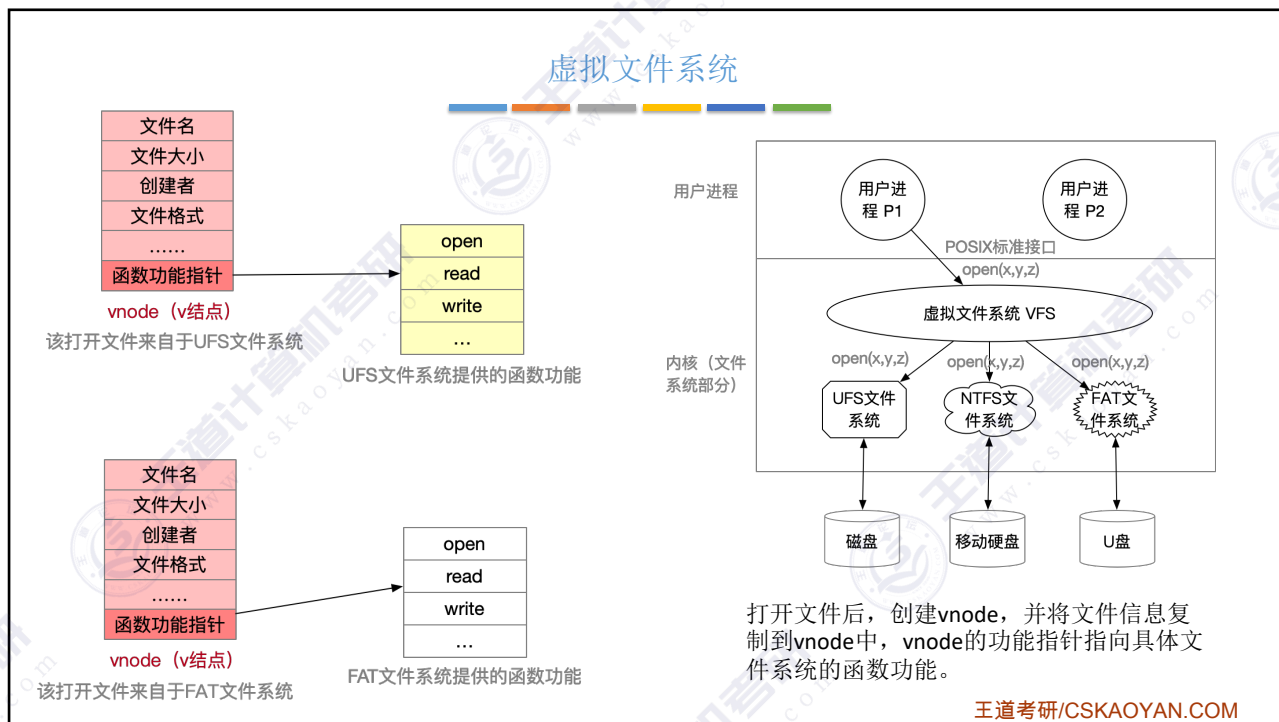 虚拟文件系统
文件名
文件大小
创建者
文件格式
......
函数功能指针
vnode（v结点）
该打开文件来自于UFS文件系统
open
read
write
...
UFS文件系统提供的函数功能
文件名
文件大小
创建者
文件格式
......
函数功能指针
vnode（v结点）
该打开文件来自于FAT文件系统
open
read
write
...
FAT文件系统提供的函数功能
用户进程
用户进
程 P1
用户进
程 P2
POSIX标准接口
open(x,y,z)
虚拟文件系统 VFS
内核（文件
系统部分）
open(x,y,z)
open(x,y,z)
open(x,y,z)
UFS文件
系统
NTFS文
件系统
FAT文
件系统
磁盘
移动硬盘
U盘
打开文件后，创建vnode，并将文件信息复
制到vnode中，vnode的功能指针指向具体文
件系统的函数功能。
王道考研/CSKAOYAN.COM
王道计算机考研
www.cskaoyan.com